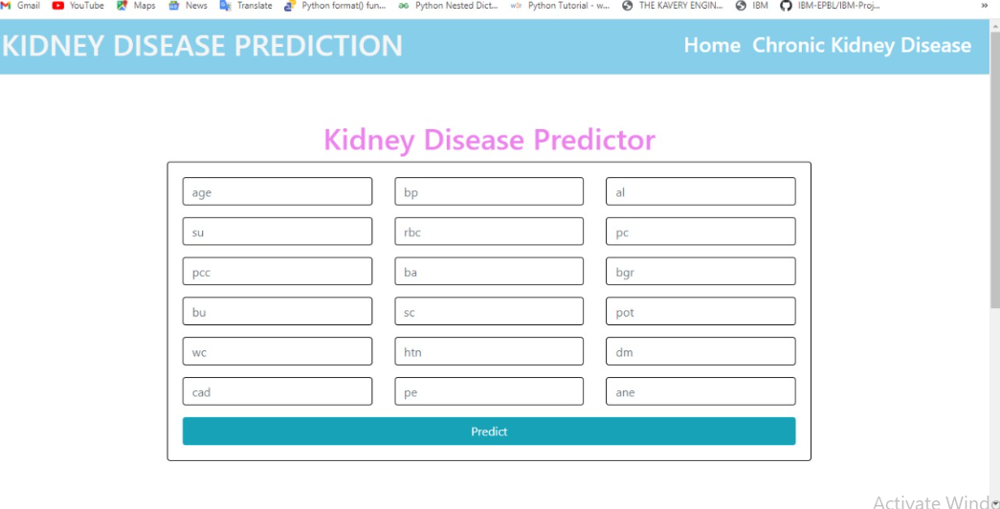 Gmail YouTube Maps News Translate Python format() fun... Python Nested Dict... Python Tutorial - w... THE KAVERY ENGIN... IBM IBM-EPBL/IBM-Proj... »
KIDNEY DISEASE PREDICTION Home Chronic Kidney Disease
Kidney Disease Predictor
age bp al
su rbc pc
pcc ba bgr
bu sc pot
wc htn dm
cad pe ane
Predict
Activate Windo